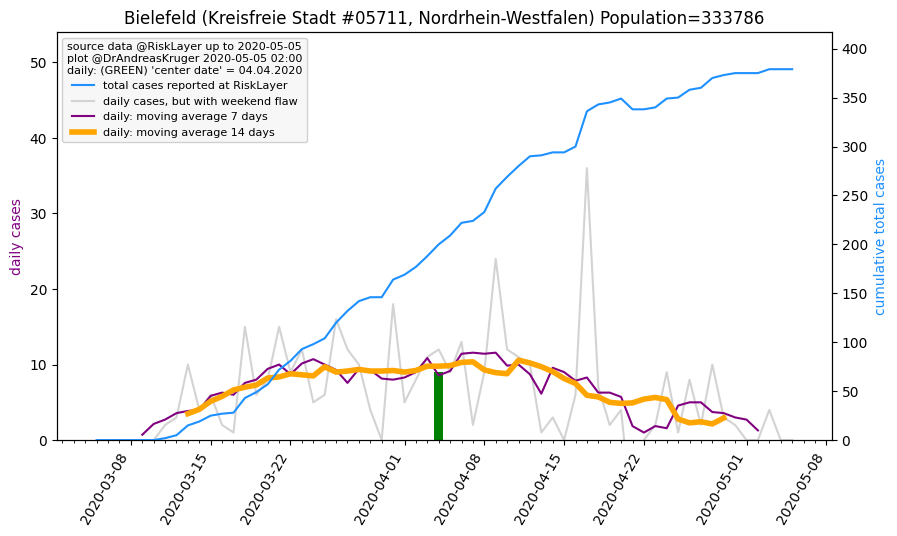 Bielefeld (Kreisfreie Stadt #05711, Nordrhein-Westfalen) Population=333786
source data @RiskLayer up to 2020-05-05
plot @DrAndreasKruger 2020-05-05 02:00
daily: (GREEN) 'center date' = 04.04.2020
total cases reported at RiskLayer
daily cases, but with weekend flaw
daily: moving average 7 days
daily: moving average 14 days
daily cases
50
40
30
20
10
0
cumulative total cases
400
350
300
250
200
150
100
50
0
2020-03-08
2020-03-15
2020-03-22
2020-04-01
2020-04-08
2020-04-15
2020-04-22
2020-05-01
2020-05-08